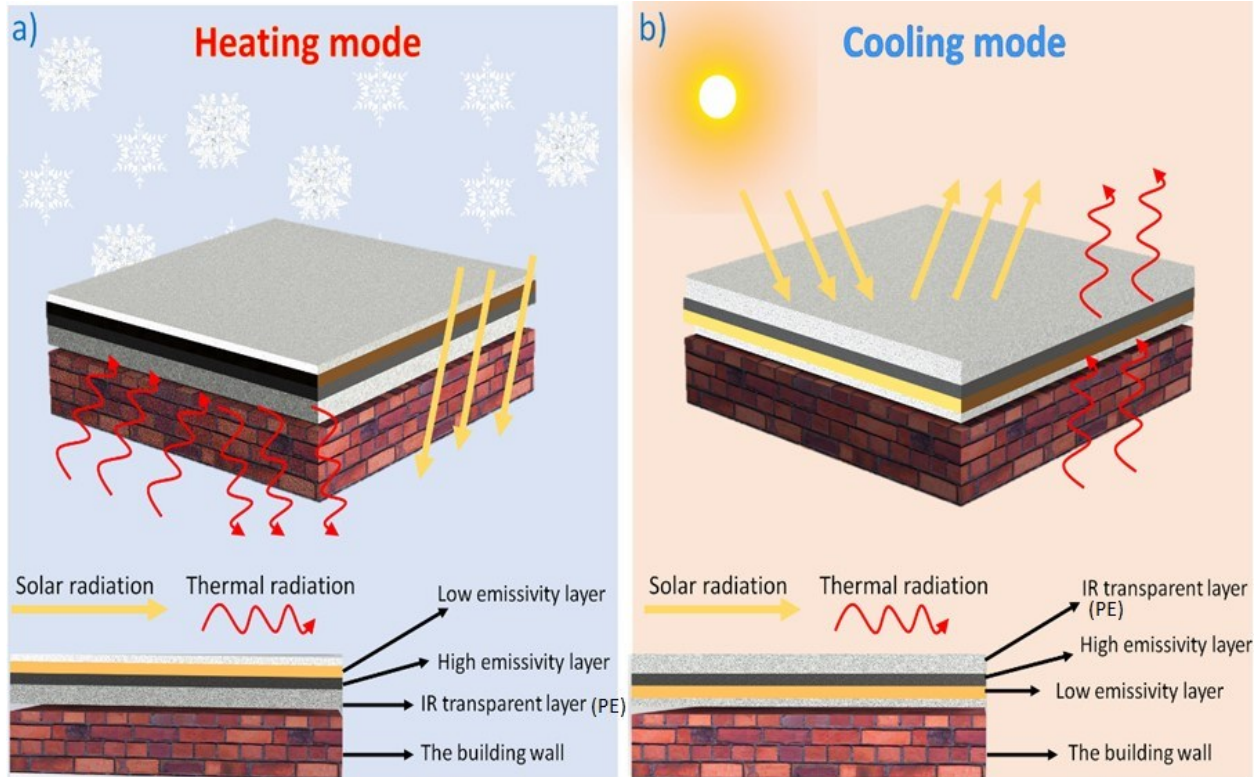 a)
Heating mode
Solar radiation
Thermal radiation
Low emissivity layer
High emissivity layer
IR transparent layer (PE)
The building wall
b)
Cooling mode
Solar radiation
Thermal radiation
IR transparent layer
(PE)
High emissivity layer
Low emissivity layer
The building wall